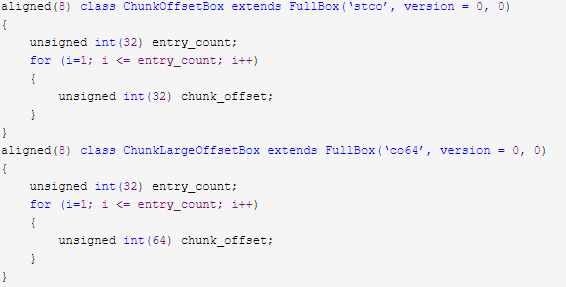 aligned(8) class ChunkOffsetBox extends FullBox(‘stco’, version = 0, 0)
{
unsigned int(32) entry_count;
for (i=1; i <= entry_count; i++)
{
unsigned int(32) chunk_offset;
}
}
aligned(8) class ChunkLargeOffsetBox extends FullBox(‘co64’, version = 0, 0)
{
unsigned int(32) entry_count;
for (i=1; i <= entry_count; i++)
{
unsigned int(64) chunk_offset;
}
}